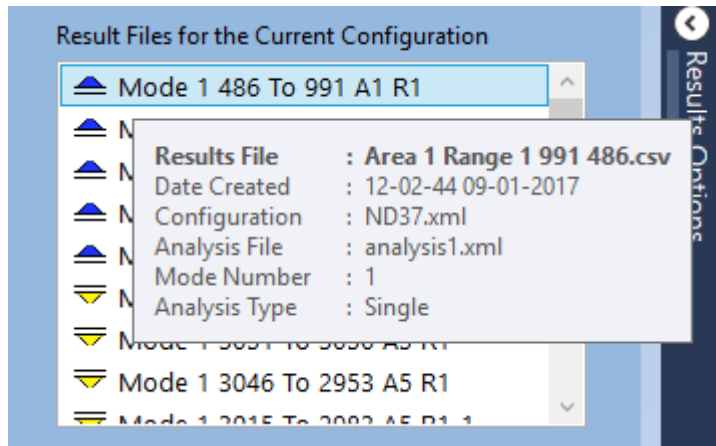 Result Files for the Current Configuration
Mode 1 486 To 991 A1 R1
Results File : Area 1 Range 1 991 486.csv
Date Created : 12-02-44 09-01-2017
Configuration : ND37.xml
Analysis File : analysis1.xml
Mode Number : 1
Analysis Type : Single
Mode 1 3046 To 2953 A5 R1
Results Options